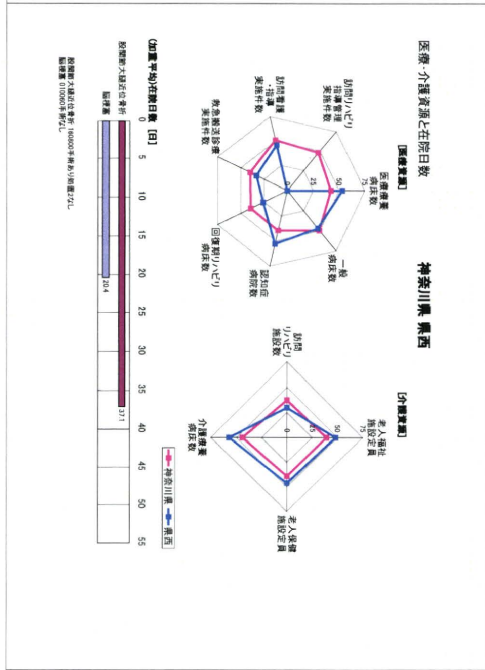 医療・介護資源と在院日数
神奈川県 県西
[医療資源]
医療療養
病床数
75
50
25
0
一般
病床数
認知症
病院数
回復期リハビリ
病床数
救急搬送診療
実施件数
訪問看護
・指導
実施件数
訪問リハビリ
指導管理
実施件数
[介護資源]
老人福祉
施設定員
75
50
25
0
老人保健
施設定員
介護療養
病床数
訪問
リハビリ
施設数
神奈川県 県西
(加重平均)在院日数 [日]
0 5 10 15 20 25 30 35 40 45 50 55
股関節大腿近位骨折 37.1
脳梗塞 20.4
股関節大腿近位骨折 160800手術あり処置2なし
脳梗塞 010060手術なし